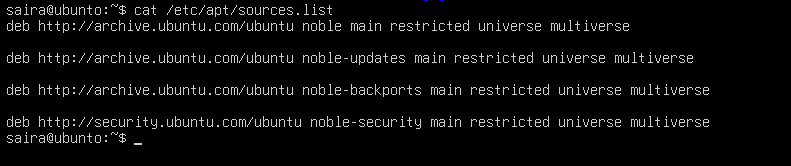 saira@ubunto:~$ cat /etc/apt/sources.list
deb http://archive.ubuntu.com/ubuntu noble main restricted universe multiverse
deb http://archive.ubuntu.com/ubuntu noble-updates main restricted universe multiverse
deb http://archive.ubuntu.com/ubuntu noble-backports main restricted universe multiverse
deb http://security.ubuntu.com/ubuntu noble-security main restricted universe multiverse
saira@ubunto:~$ _